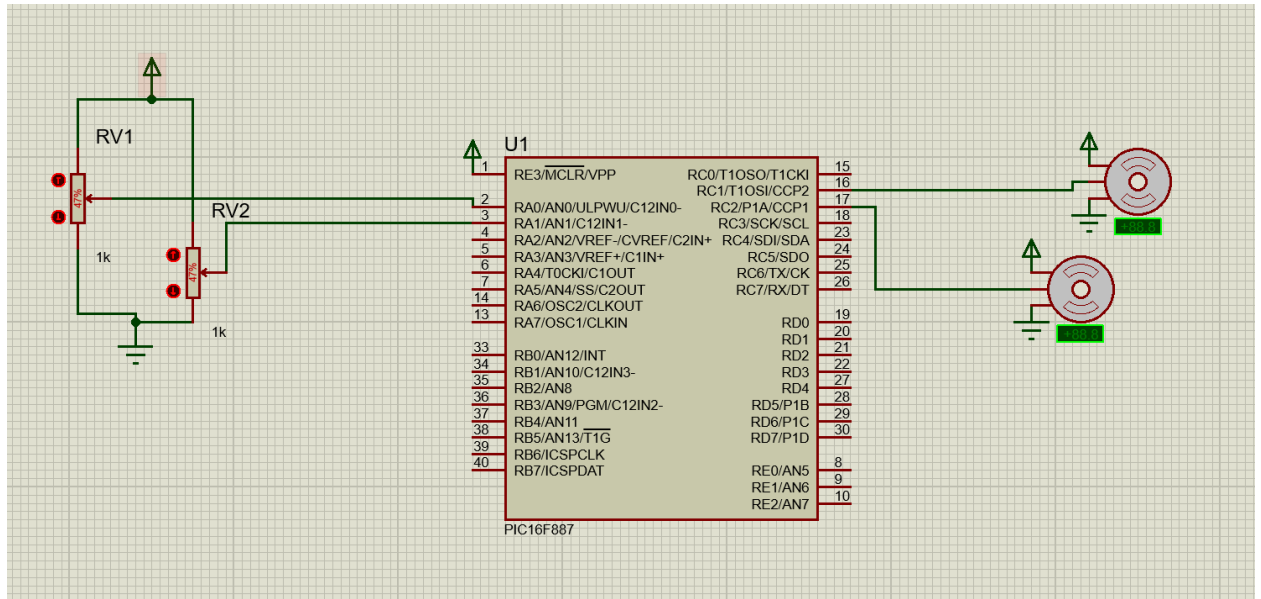 RV1
47%
1k
RV2
47%
1k
U1
1 RE3/MCLR/VPP
2 RA0/AN0/ULPWU/C12IN0-
3 RA1/AN1/C12IN1-
4 RA2/AN2/VREF-/CVREF/C2IN+
5 RA3/AN3/VREF+/C1IN+
6 RA4/T0CKI/C1OUT
7 RA5/AN4/SS/C2OUT
14 RA6/OSC2/CLKOUT
13 RA7/OSC1/CLKIN
33 RB0/AN12/INT
34 RB1/AN10/C12IN3-
35 RB2/AN8
36 RB3/AN9/PGM/C12IN2-
37 RB4/AN11
38 RB5/AN13/T1G
39 RB6/ICSPCLK
40 RB7/ICSPDAT
RC0/T1OSO/T1CKI 15
RC1/T1OSI/CCP2 16
RC2/P1A/CCP1 17
RC3/SCK/SCL 18
RC4/SDI/SDA 23
RC5/SDO 24
RC6/TX/CK 25
RC7/RX/DT 26
RD0 19
RD1 20
RD2 21
RD3 22
RD4 27
RD5/P1B 28
RD6/P1C 29
RD7/P1D 30
RE0/AN5 8
RE1/AN6 9
RE2/AN7 10
PIC16F887
+88.8
+88.8